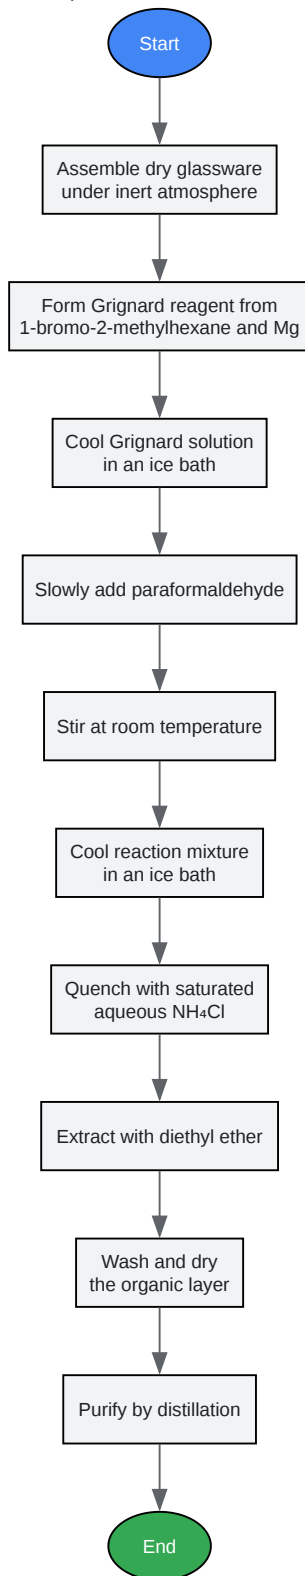 Start
Assemble dry glassware
under inert atmosphere
Form Grignard reagent from
1-bromo-2-methylhexane and Mg
Cool Grignard solution
in an ice bath
Slowly add paraformaldehyde
Stir at room temperature
Cool reaction mixture
in an ice bath
Quench with saturated
aqueous NH₄Cl
Extract with diethyl ether
Wash and dry
the organic layer
Purify by distillation
End